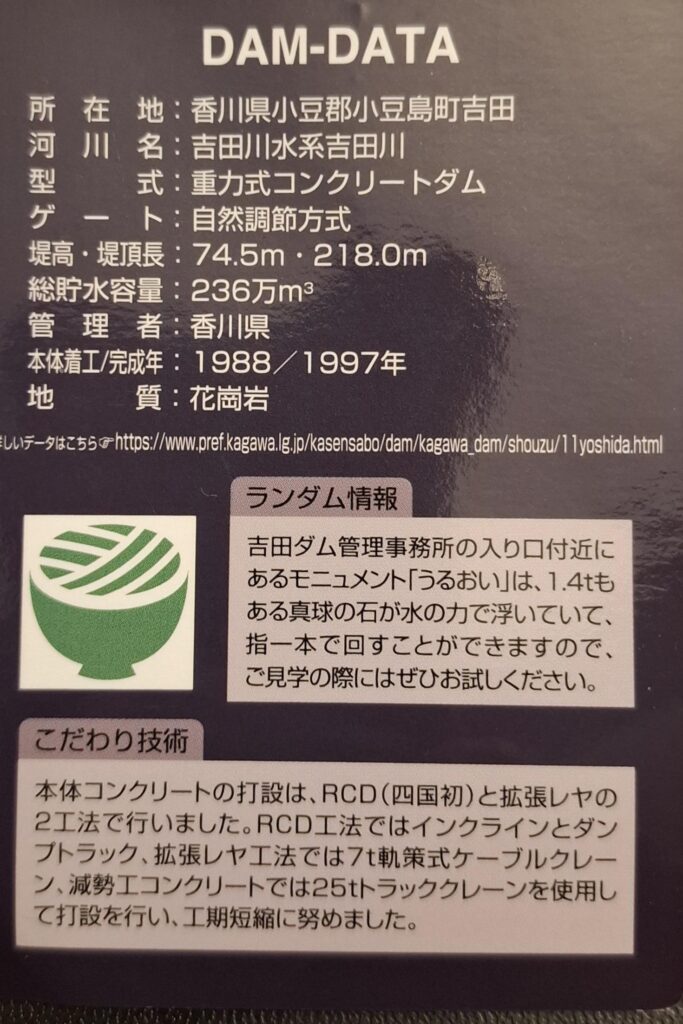 DAM-DATA
所在地：香川県小豆郡小豆島町吉田
河川名：吉田川水系吉田川
型式：重力式コンクリートダム
ゲート：自然調節方式
堤高・堤頂長：74.5m・218.0m
総貯水容量：236万m³
管理者：香川県
本体着工/完成年：1988／1997年
地質：花崗岩
しいデータはこちら☞https://www.pref.kagawa.lg.jp/kasensabo/dam/kagawa_dam/shouzu/11yoshida.html
ランダム情報
吉田ダム管理事務所の入り口付近に
あるモニュメント「うるおい」は、1.4tも
ある真球の石が水の力で浮いていて、
指一本で回すことができますので、
ご見学の際にはぜひお試しください。
こだわり技術
本体コンクリートの打設は、RCD（四国初）と拡張レヤの
2工法で行いました。RCD工法ではインクラインとダン
プトラック、拡張レヤ工法では7t軌策式ケーブルクレー
ン、減勢工コンクリートでは25tトラッククレーンを使用し
て打設を行い、工期短縮に努めました。